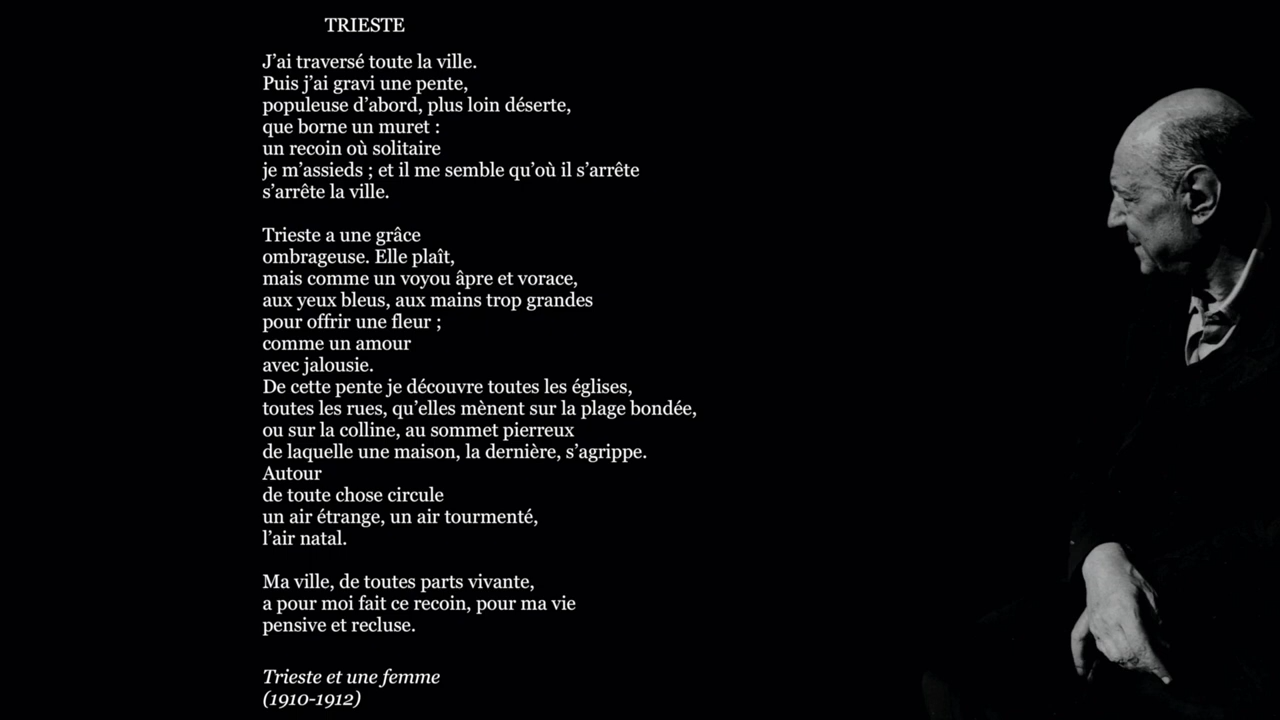 TRIESTE
J’ai traversé toute la ville.
Puis j’ai gravi une pente,
populeuse d’abord, plus loin déserte,
que borne un muret :
un recoin où solitaire
je m’assieds ; et il me semble qu’où il s’arrête
s’arrête la ville.
Trieste a une grâce
ombrageuse. Elle plaît,
mais comme un voyou âpre et vorace,
aux yeux bleus, aux mains trop grandes
pour offrir une fleur ;
comme un amour
avec jalousie.
De cette pente je découvre toutes les églises,
toutes les rues, qu’elles mènent sur la plage bondée,
ou sur la colline, au sommet pierreux
de laquelle une maison, la dernière, s’agrippe.
Autour
de toute chose circule
un air étrange, un air tourmenté,
l’air natal.
Ma ville, de toutes parts vivante,
a pour moi fait ce recoin, pour ma vie
pensive et recluse.
Trieste et une femme
(1910-1912)